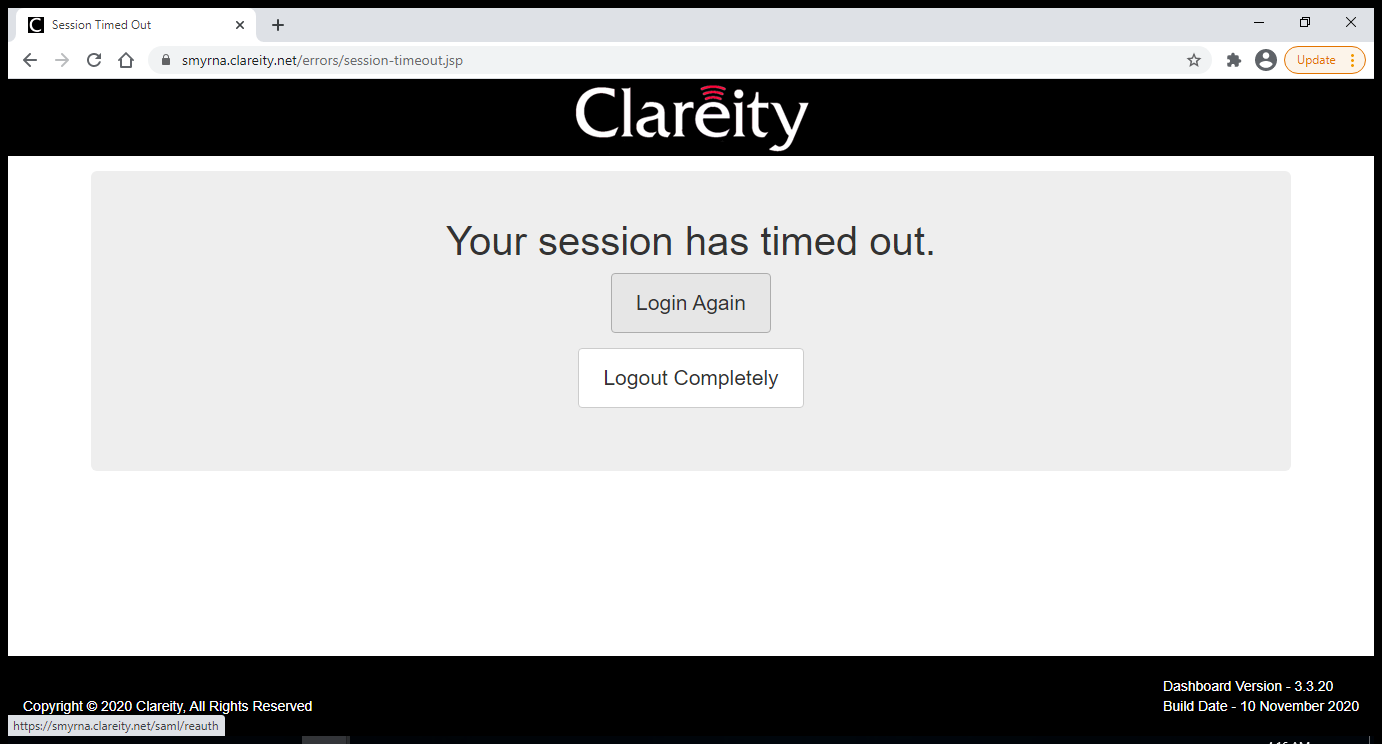 Session Timed Out
smyrna.clareity.net/errors/session-timeout.jsp
Update
Clareity
Your session has timed out.
Login Again
Logout Completely
Dashboard Version - 3.3.20
Copyright © 2020 Clareity, All Rights Reserved
Build Date - 10 November 2020
https://smyrna.clareity.net/saml/reauth